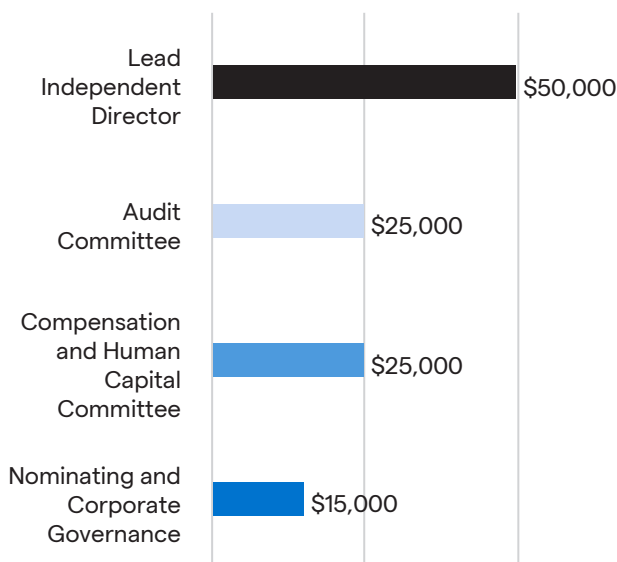 Lead
Independent
Director
$50,000
Audit
Committee
$25,000
Compensation
and Human
Capital
Committee
$25,000
Nominating and
Corporate
Governance
$15,000